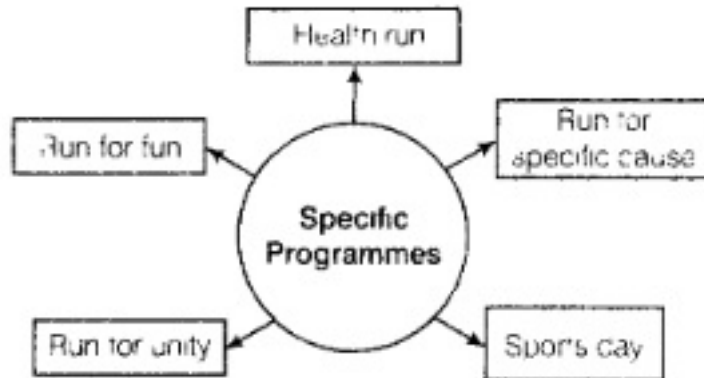 Health run
Run for fun
Run for
specific cause
Specific
Programmes
Run for unity
Sports day